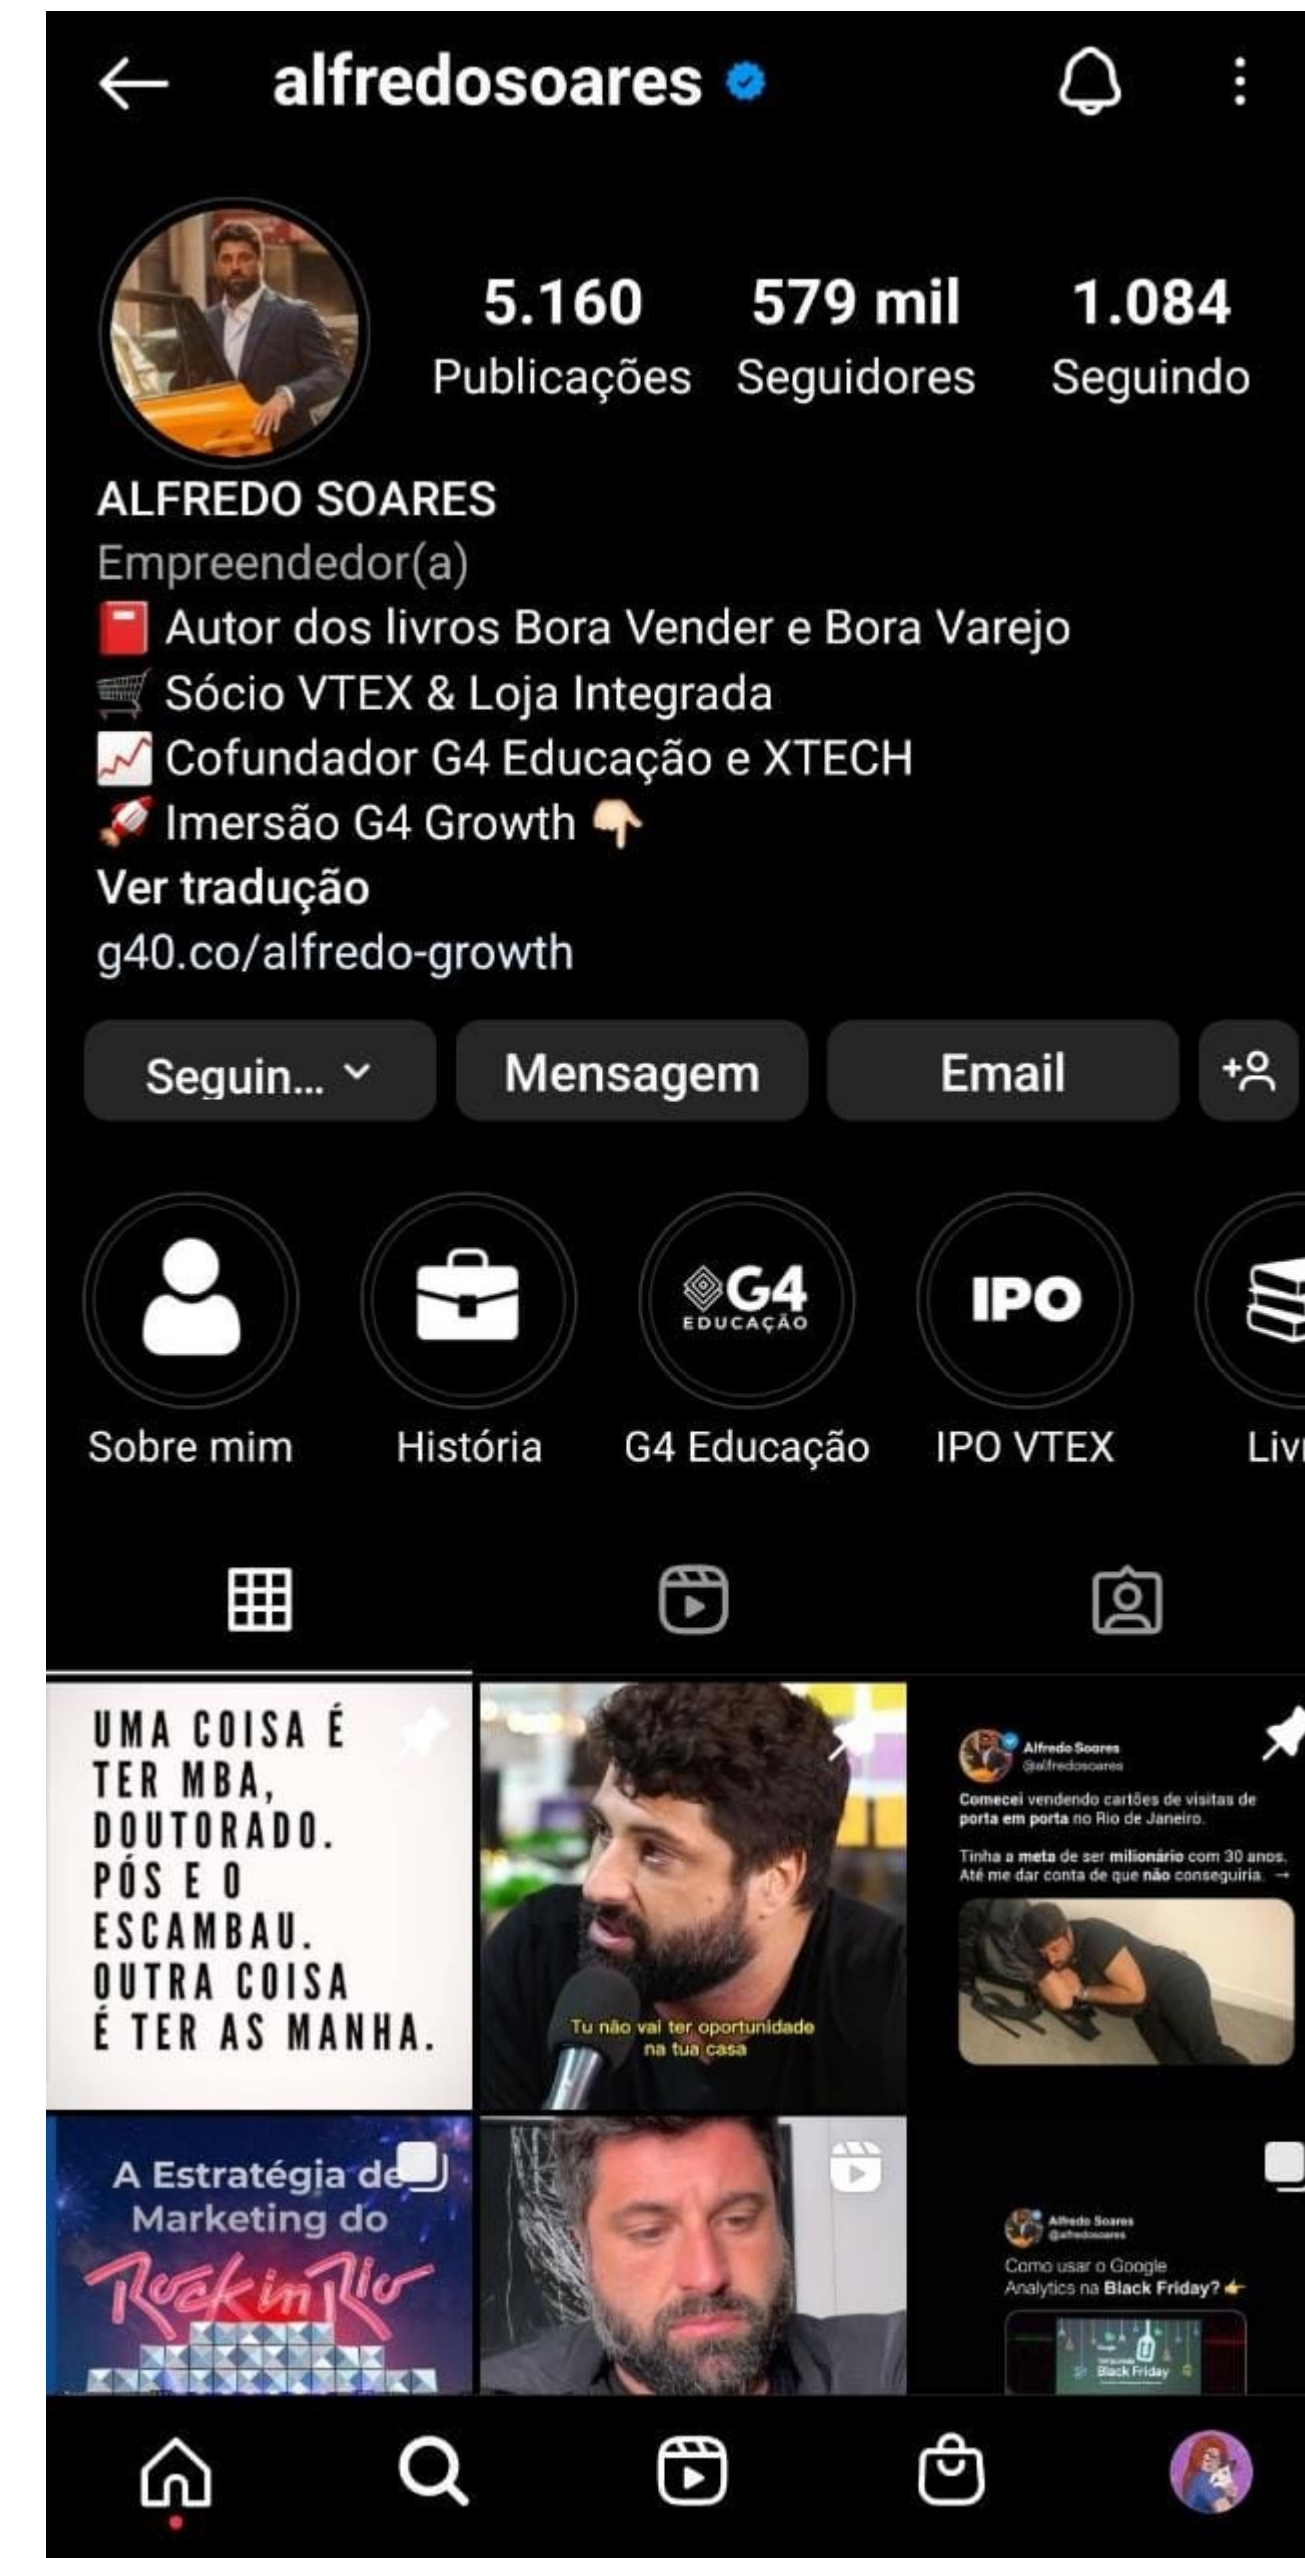 alfredosoares
5.160
579 mil
1.084
Publicações
Seguidores
Seguindo
ALFREDO SOARES
Empreendedor(a)
Autor dos livros Bora Vender e Bora Varejo
Sócio VTEX & Loja Integrada
Cofundador G4 Educação e XTECH
Imersão G4 Growth
Ver tradução
g40.co/alfredo-growth
Seguin...
Mensagem
Email
G4
EDUCAÇÃO
IPO
Sobre mim
História
G4 Educação
IPO VTEX
Liv
UMA COISA É
TER MBA,
DOUTORADO.
PÓS E O
ESCAMBAU.
OUTRA COISA
É TER AS MANHA.
Tu não vai ter oportunidade
na tua casa
Alfredo Soares
@alfredosoares
Comecei vendendo cartões de visitas de
porta em porta no Rio de Janeiro.
Tinha a meta de ser milionário com 30 anos.
Até me dar conta de que não conseguiria. →
A Estratégia de
Marketing do
Rock in Rio
Alfredo Soares
@alfredosoares
Como usar o Google
Analytics na Black Friday?
Google
Black Friday